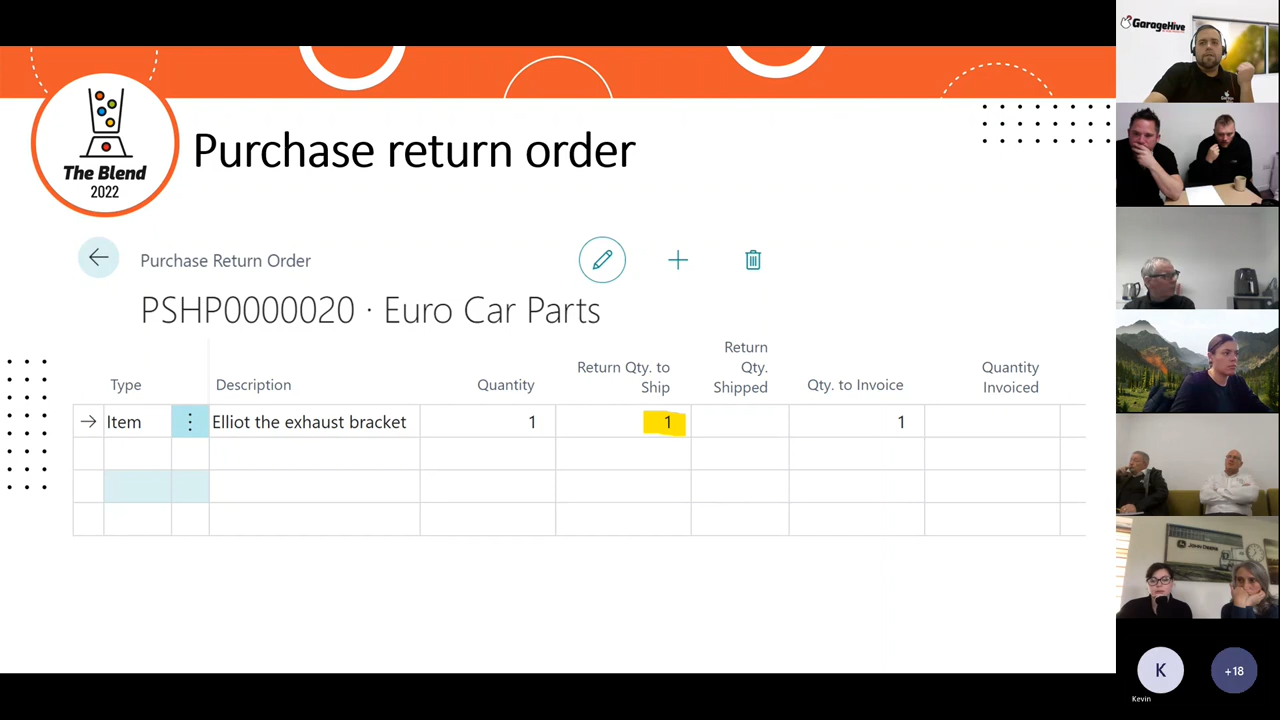 The Blend
2022
Purchase return order
Purchase Return Order
PSHP0000020 · Euro Car Parts
Type
Description
Quantity
Return Qty. to
Ship
Return
Qty.
Shipped
Qty. to Invoice
Quantity
Invoiced
Item
Elliot the exhaust bracket
1
1
1
GarageHive
JOHN DEERE
K
+18
Kevin